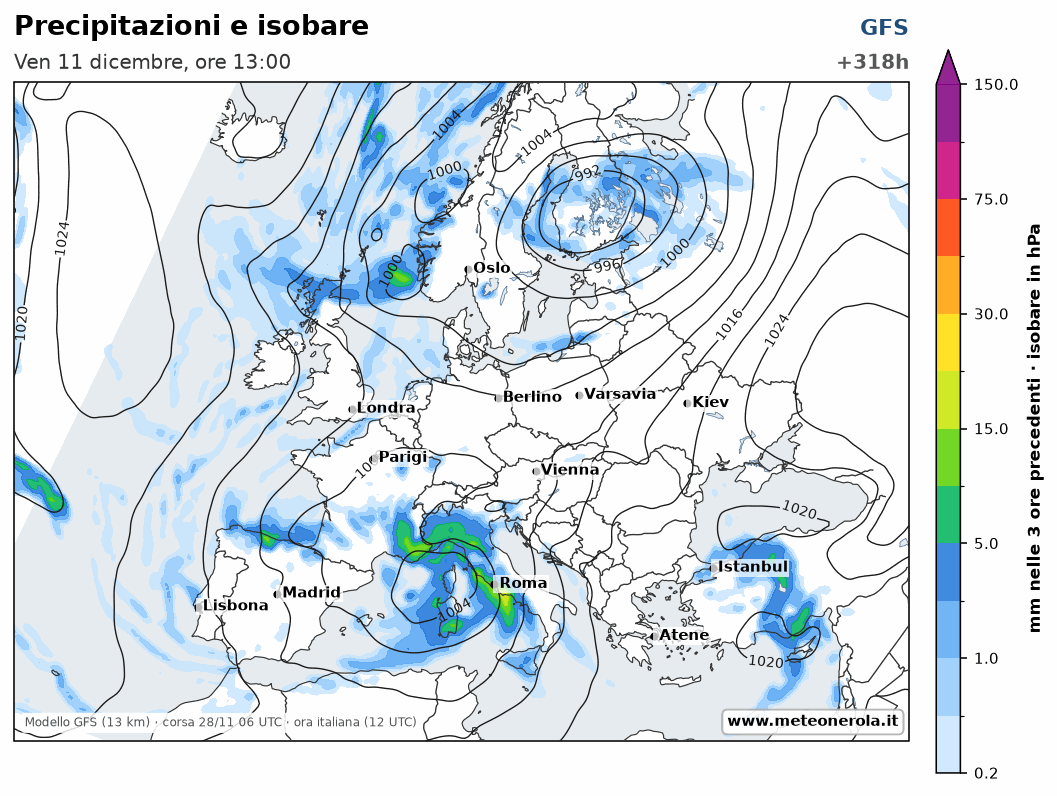 Precipitazioni e isobare
GFS
Ven 11 dicembre, ore 13:00
+318h
150.0
75.0
30.0
15.0
5.0
1.0
0.2
mm nelle 3 ore precedenti · isobare in hPa
1004
1004
1000
992
1024
1000
996
1000
1020
1016
1024
Oslo
Berlino
Varsavia
Kiev
Londra
Parigi
Vienna
1020
Istanbul
Roma
Madrid
Lisbona
1004
Atene
1020
Modello GFS (13 km) · corsa 28/11 06 UTC · ora italiana (12 UTC)
www.meteonerola.it